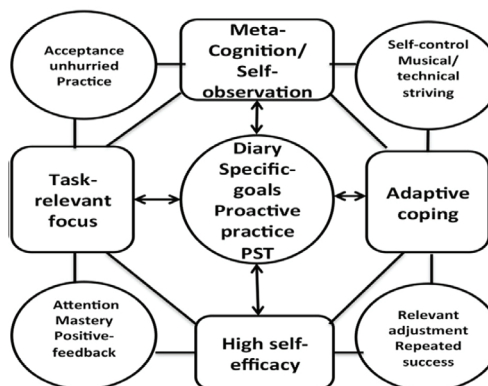 Acceptance
unhurried
Practice
Meta-
Cognition/
Self-
observation
Self-control
Musical/
technical
striving
Task-
relevant
focus
Diary
Specific-
goals
Proactive
practice
PST
Adaptive
coping
Attention
Mastery
Positive-
feedback
High self-
efficacy
Relevant
adjustment
Repeated
success